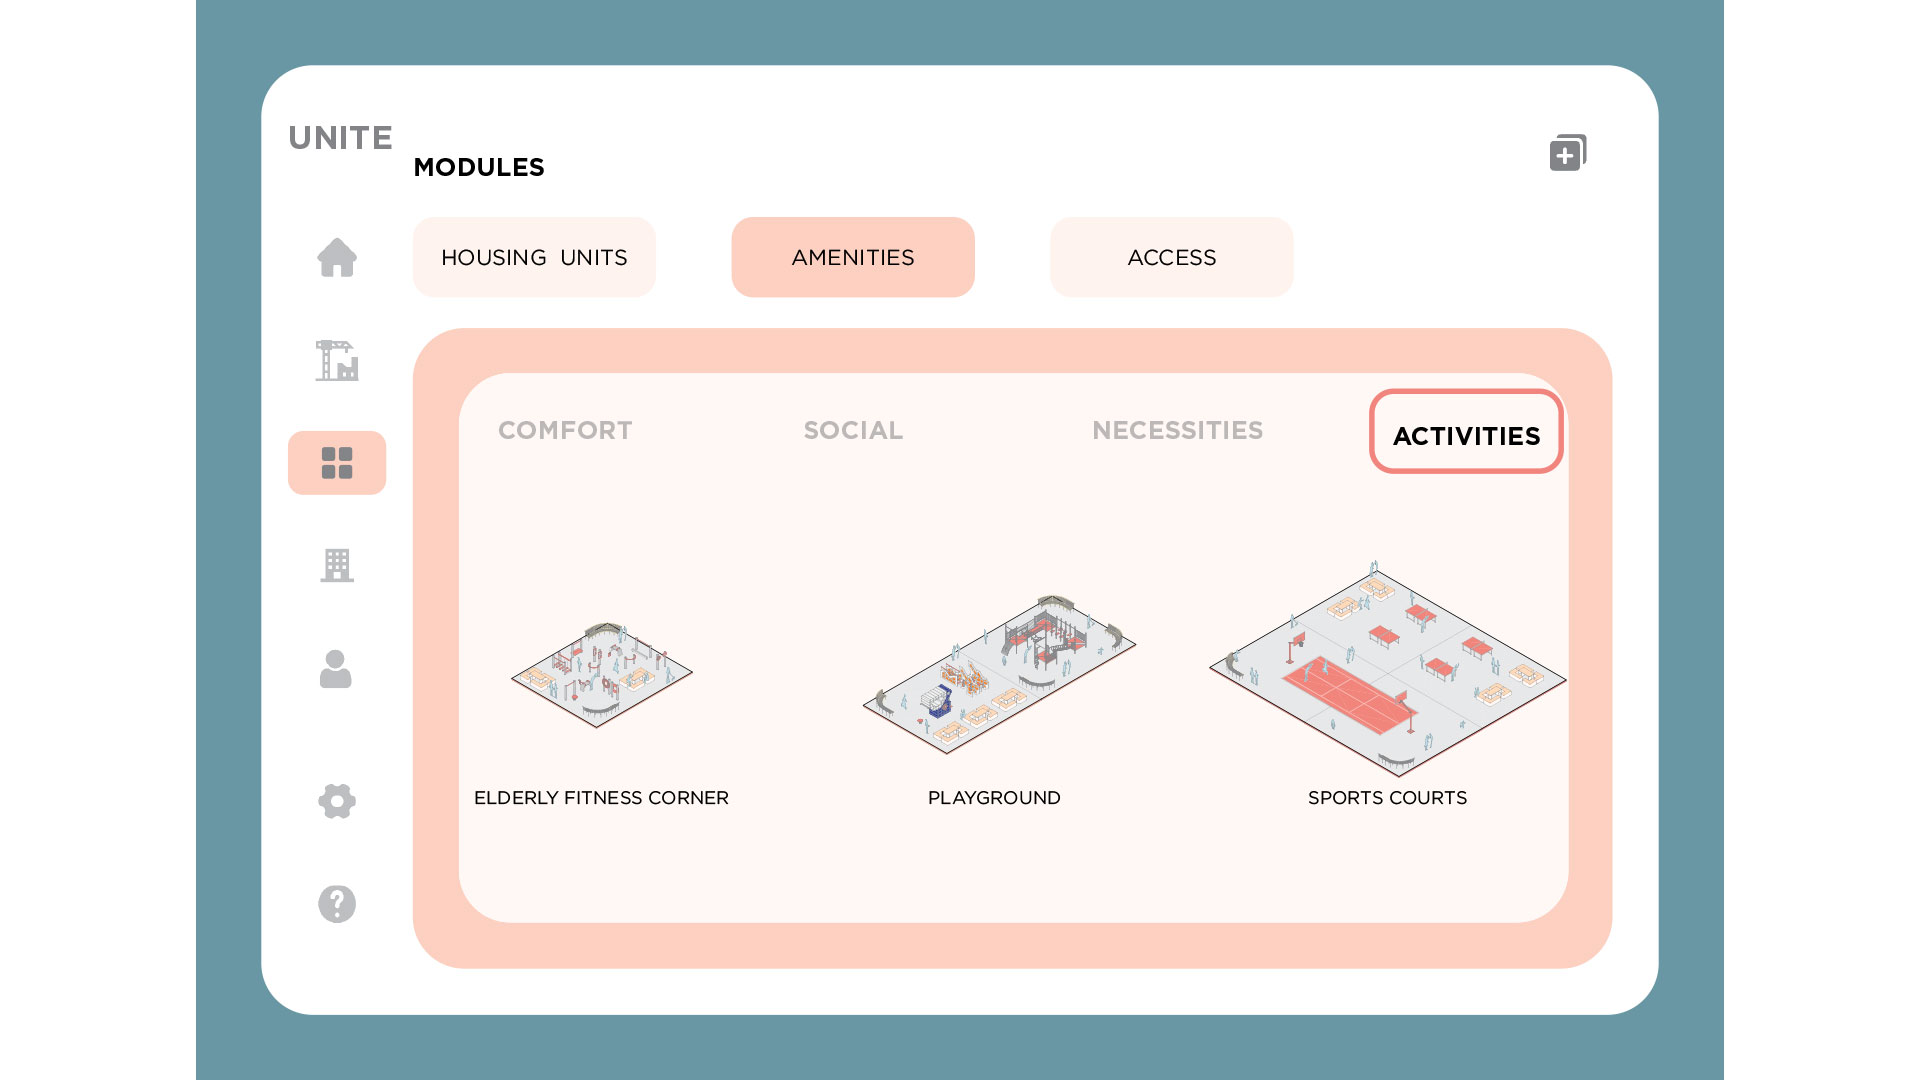 UNITE
MODULES
HOUSING UNITS
AMENITIES
ACCESS
COMFORT
SOCIAL
NECESSITIES
ACTIVITIES
ELDERLY FITNESS CORNER
PLAYGROUND
SPORTS COURTS